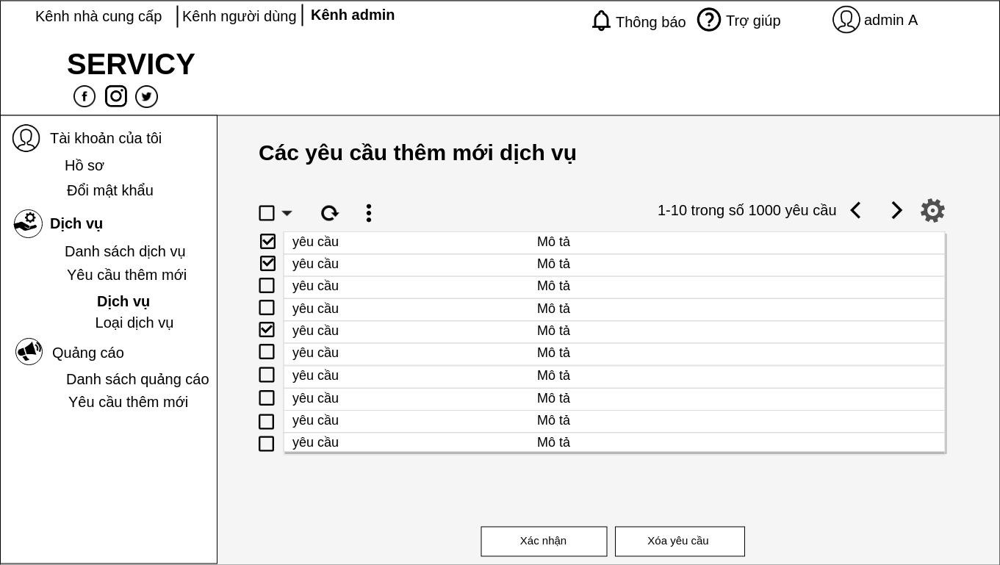 Kênh nhà cung cấp
Kênh người dùng
Kênh admin
Thông báo
Trợ giúp
admin A
SERVICY
Tài khoản của tôi
Hồ sơ
Đổi mật khẩu
Dịch vụ
Danh sách dịch vụ
Yêu cầu thêm mới
Dịch vụ
Loại dịch vụ
Quảng cáo
Danh sách quảng cáo
Yêu cầu thêm mới
Các yêu cầu thêm mới dịch vụ
1-10 trong số 1000 yêu cầu
yêu cầu Mô tả
yêu cầu Mô tả
yêu cầu Mô tả
yêu cầu Mô tả
yêu cầu Mô tả
yêu cầu Mô tả
yêu cầu Mô tả
yêu cầu Mô tả
yêu cầu Mô tả
yêu cầu Mô tả
Xác nhận
Xóa yêu cầu